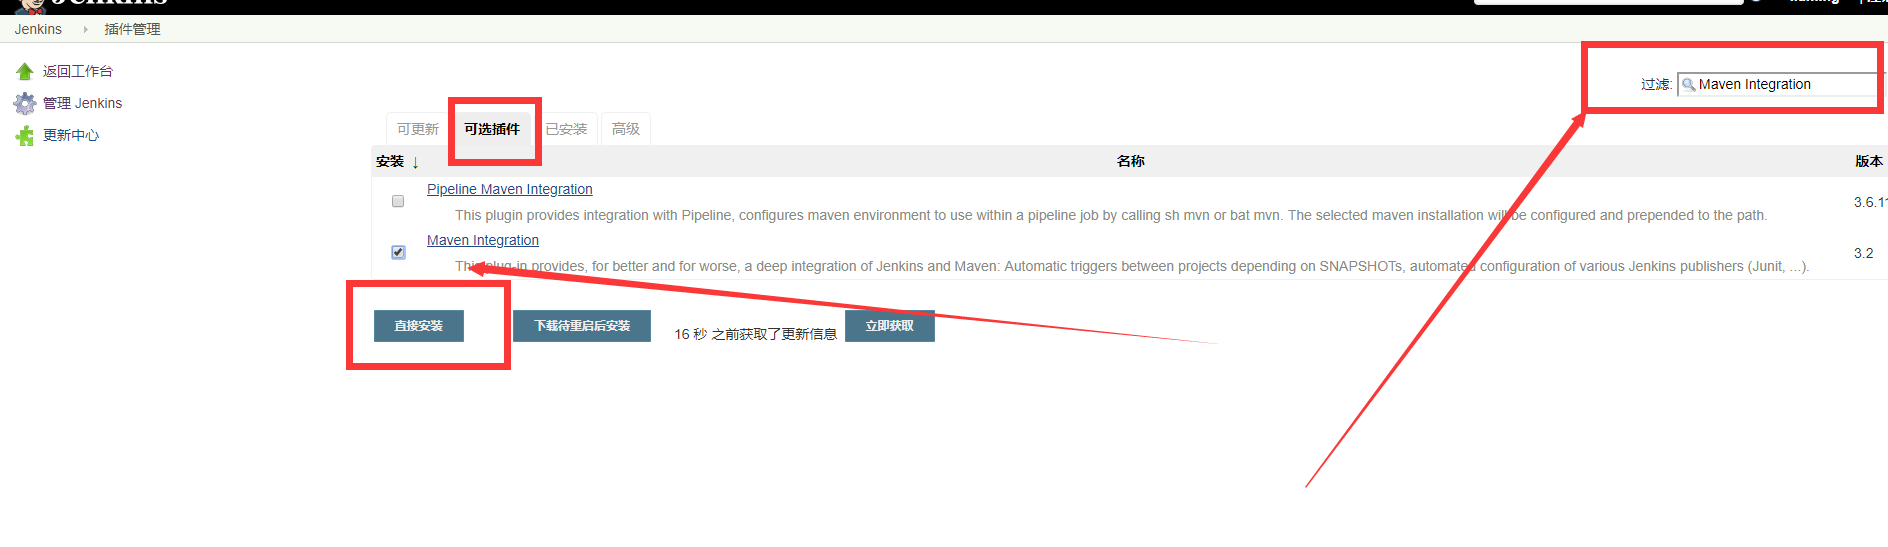 Jenkins
Jenkins 插件管理
返回工作台
管理 Jenkins
更新中心
过滤: Maven Integration
可更新 可选插件 已安装 高级
安装 ↓ 名称 版本
Pipeline Maven Integration
This plugin provides integration with Pipeline, configures maven environment to use within a pipeline job by calling sh mvn or bat mvn. The selected maven installation will be configured and prepended to the path.
3.6.11
Maven Integration
This plug-in provides, for better and for worse, a deep integration of Jenkins and Maven: Automatic triggers between projects depending on SNAPSHOTs, automated configuration of various Jenkins publishers (Junit, ...).
3.2
直接安装 下载待重启后安装 16 秒 之前获取了更新信息 立即获取